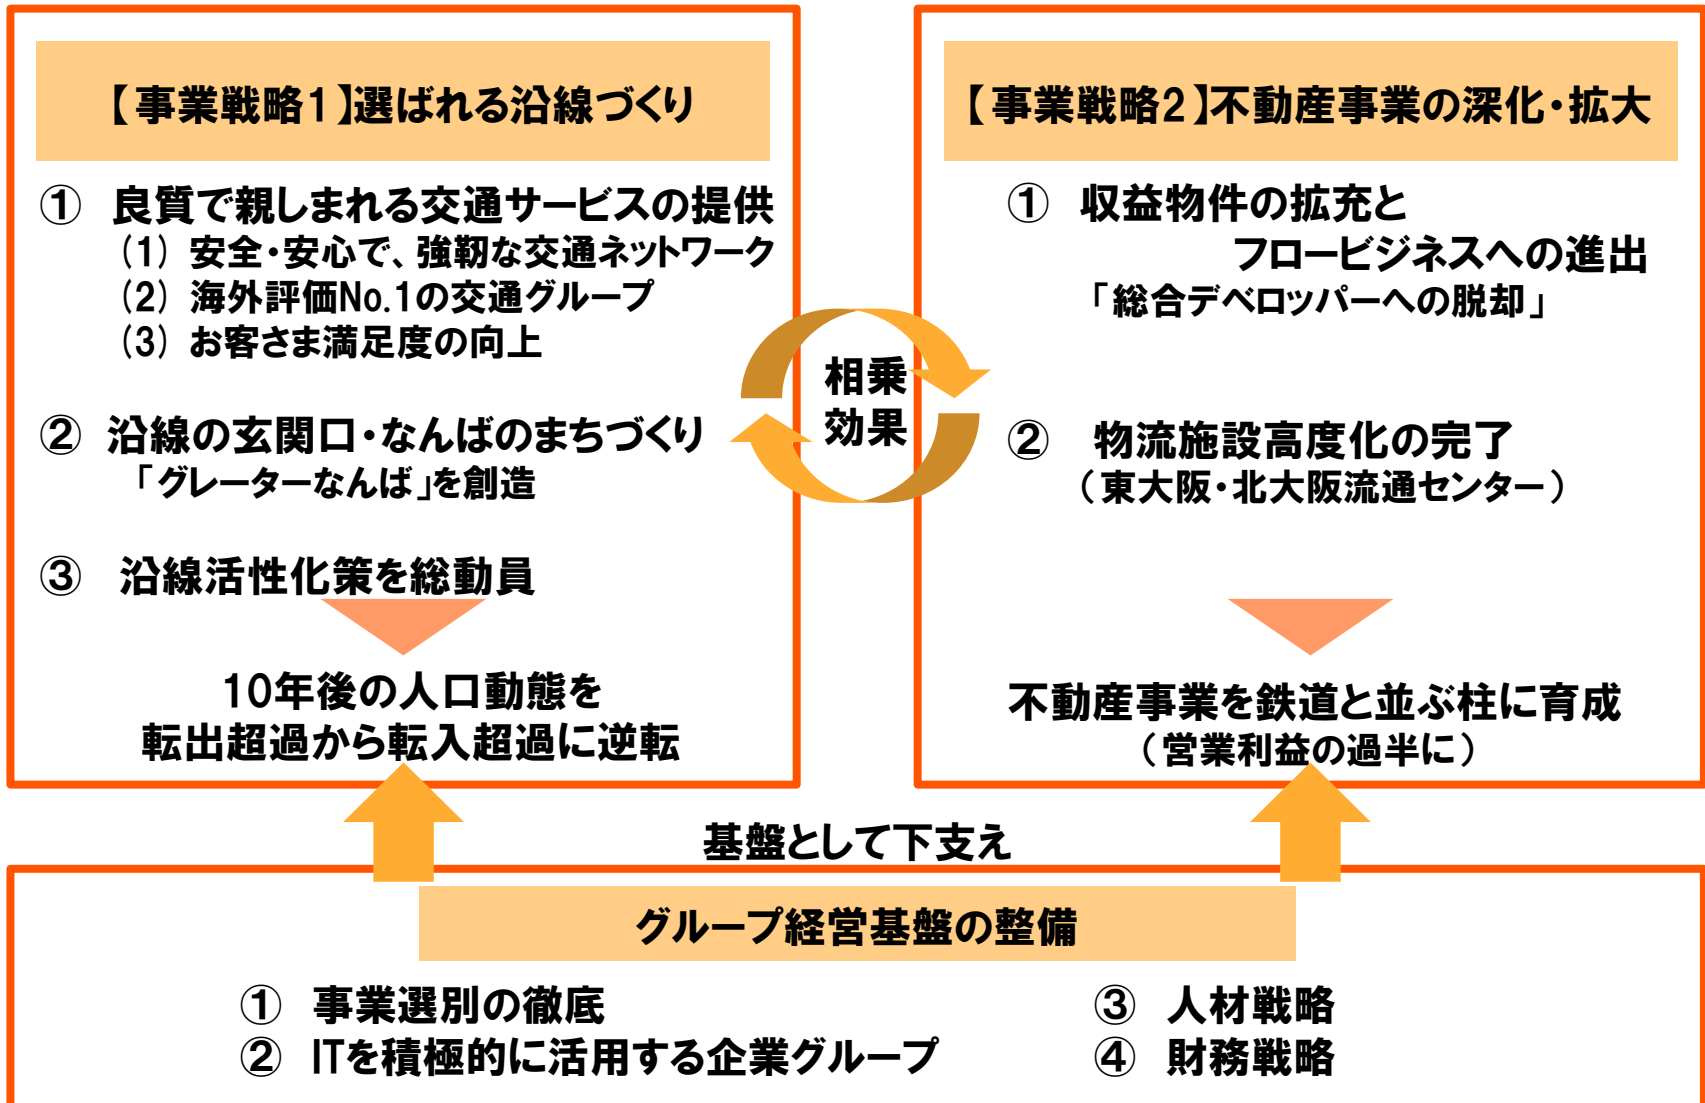 【事業戦略1】選ばれる沿線づくり
① 良質で親しまれる交通サービスの提供
(1) 安全・安心で、強靭な交通ネットワーク
(2) 海外評価No.1の交通グループ
(3) お客さま満足度の向上
② 沿線の玄関口・なんばのまちづくり
「グレーターなんば」を創造
③ 沿線活性化策を総動員
10年後の人口動態を
転出超過から転入超過に逆転
相乗
効果
【事業戦略2】不動産事業の深化・拡大
① 収益物件の拡充と
フロービジネスへの進出
「総合デベロッパーへの脱却」
② 物流施設高度化の完了
(東大阪・北大阪流通センター)
不動産事業を鉄道と並ぶ柱に育成
(営業利益の過半に)
基盤として下支え
グループ経営基盤の整備
① 事業選別の徹底
② ITを積極的に活用する企業グループ
③ 人材戦略
④ 財務戦略